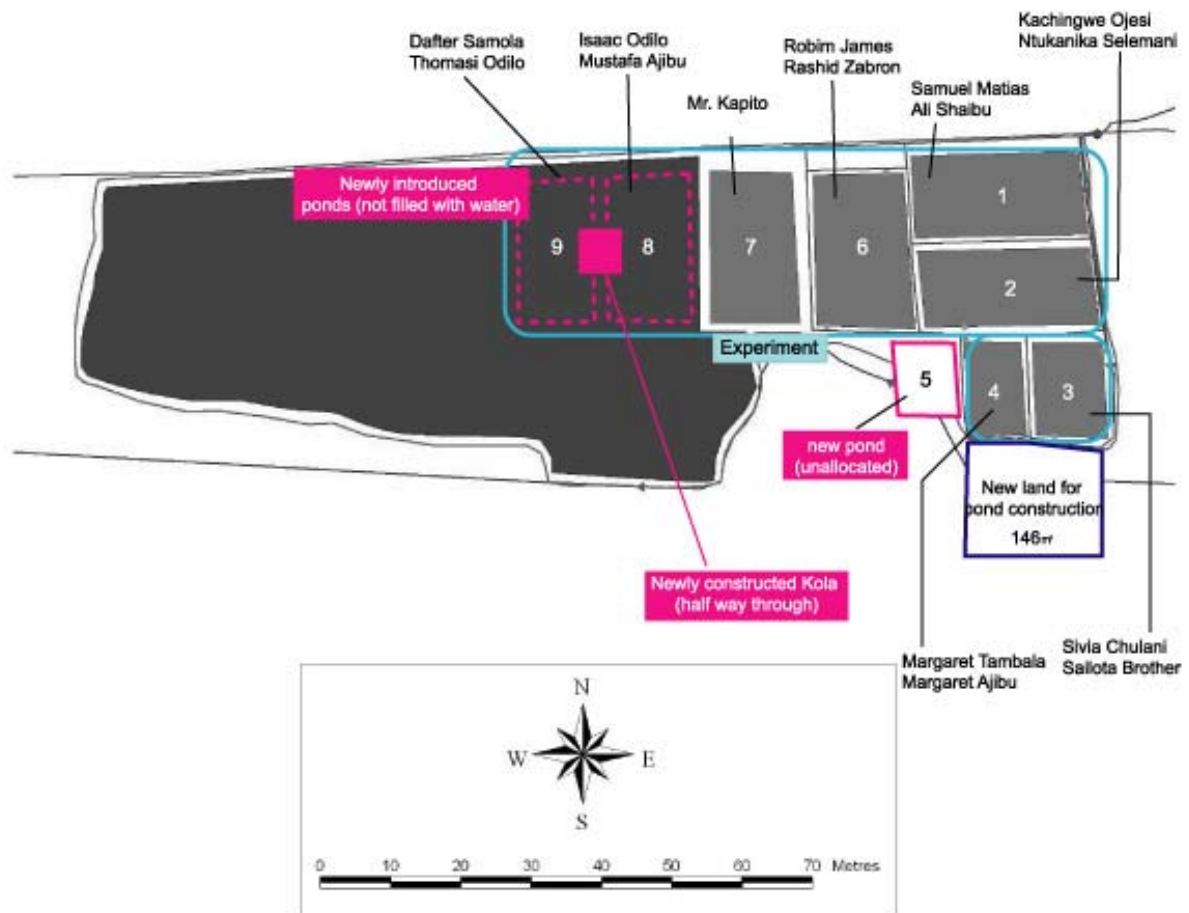 Kachingwe Ojesi
Ntukanika Selemani
Dafter Samola
Thomasi Odilo
Isaac Odilo
Mustafa Ajibu
Robim James
Rashid Zabron
Mr. Kapito
Samuel Matias
Ali Shaibu
Newly introduced
ponds (not filled with water)
9
8
7
6
1
2
Experiment
5
4
3
new pond
(unallocated)
New land for
pond construction
146㎡
Newly constructed Kola
(half way through)
Margaret Tambala
Margaret Ajibu
Sivia Chulani
Sailota Brother
N
W E
S
0 10 20 30 40 50 60 70 Metres